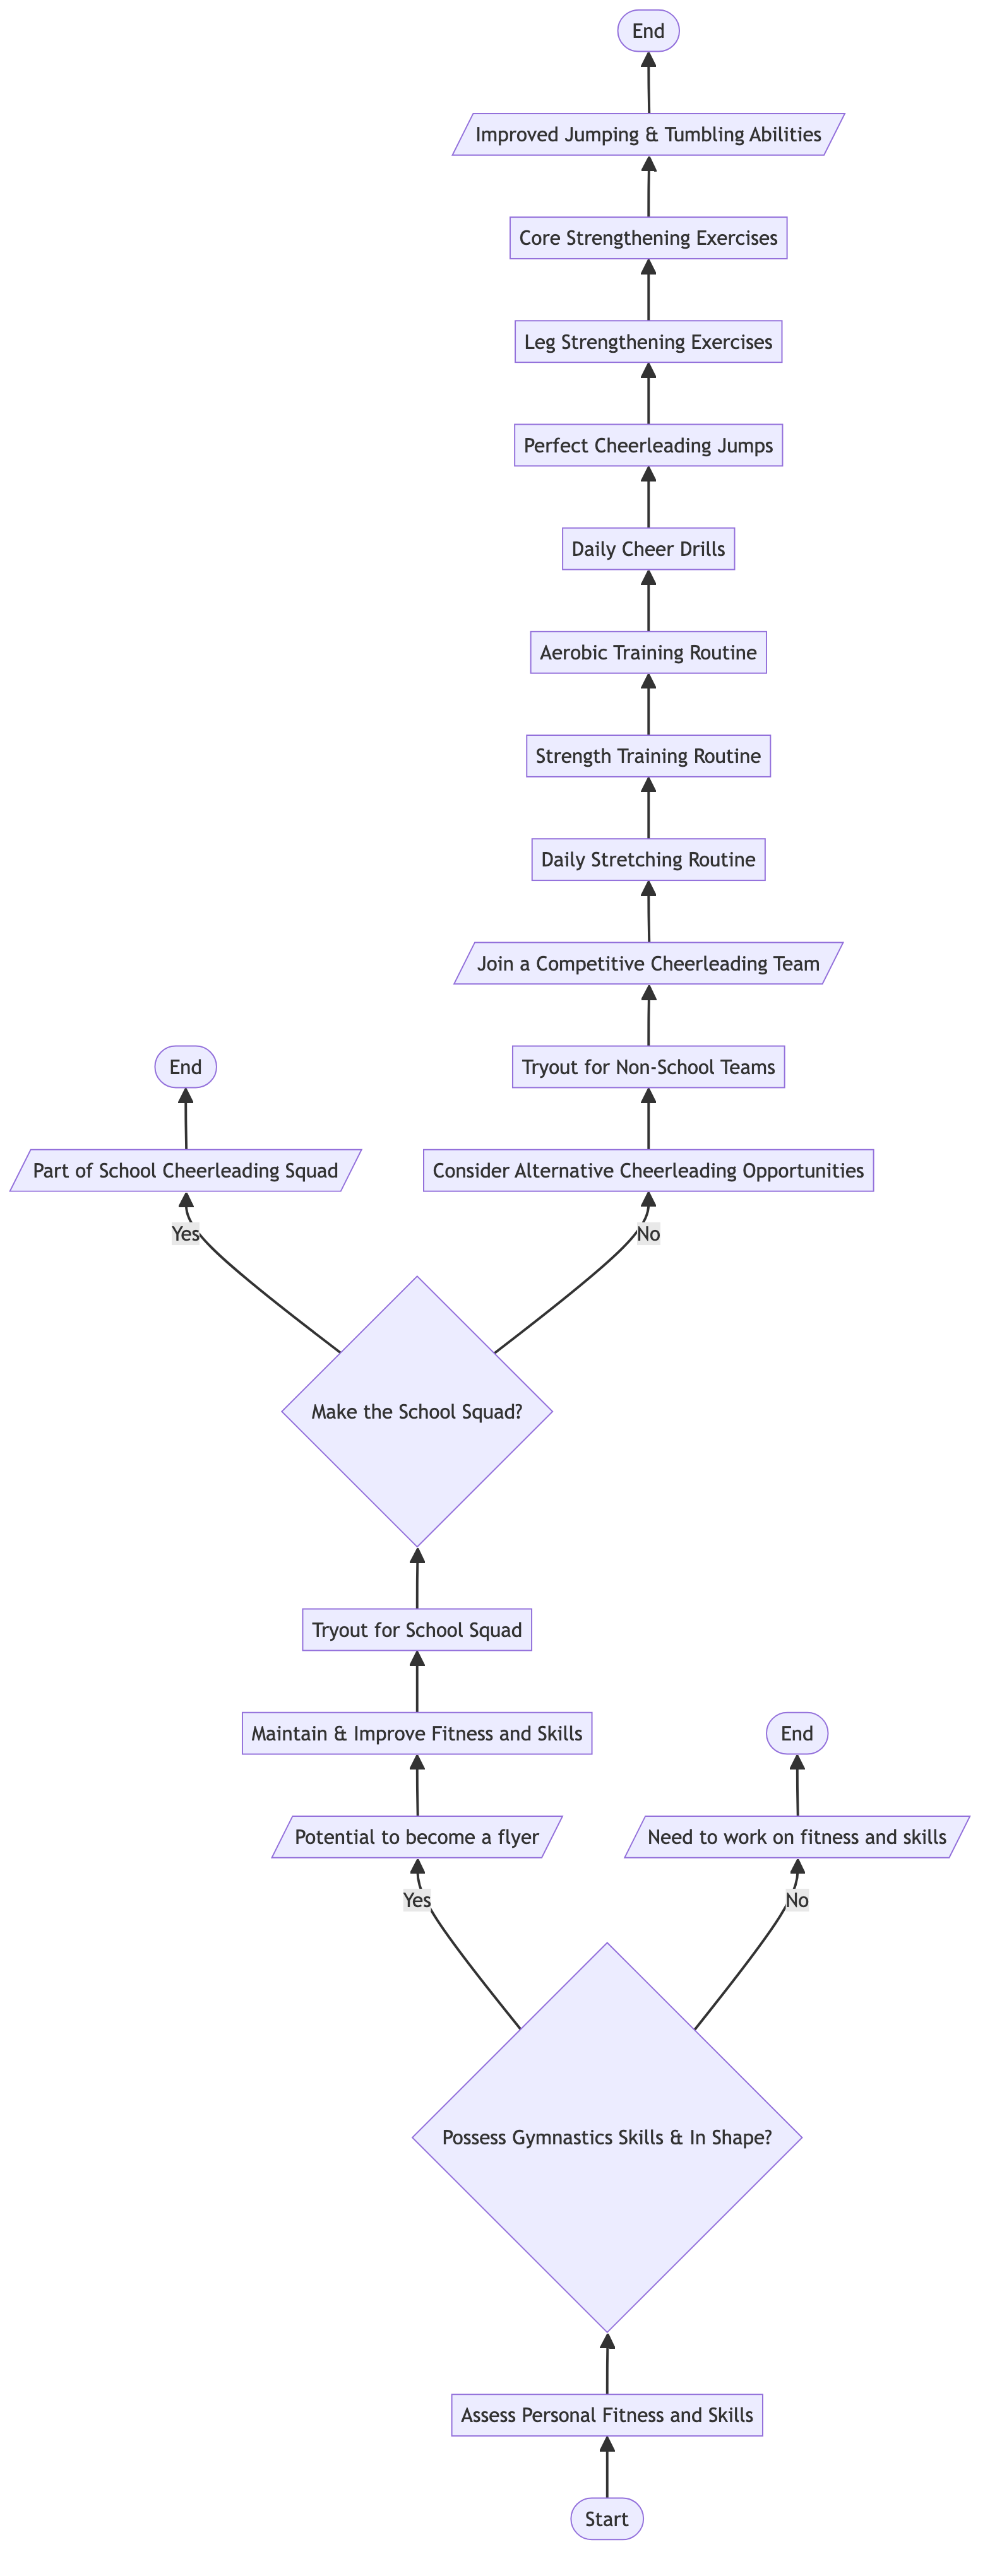 End
Improved Jumping & Tumbling Abilities
Core Strengthening Exercises
Leg Strengthening Exercises
Perfect Cheerleading Jumps
Daily Cheer Drills
Aerobic Training Routine
Strength Training Routine
Daily Stretching Routine
Join a Competitive Cheerleading Team
End
Tryout for Non-School Teams
Part of School Cheerleading Squad
Consider Alternative Cheerleading Opportunities
Yes
No
Make the School Squad?
Tryout for School Squad
Maintain & Improve Fitness and Skills
End
Potential to become a flyer
Need to work on fitness and skills
Yes
No
Possess Gymnastics Skills & In Shape?
Assess Personal Fitness and Skills
Start